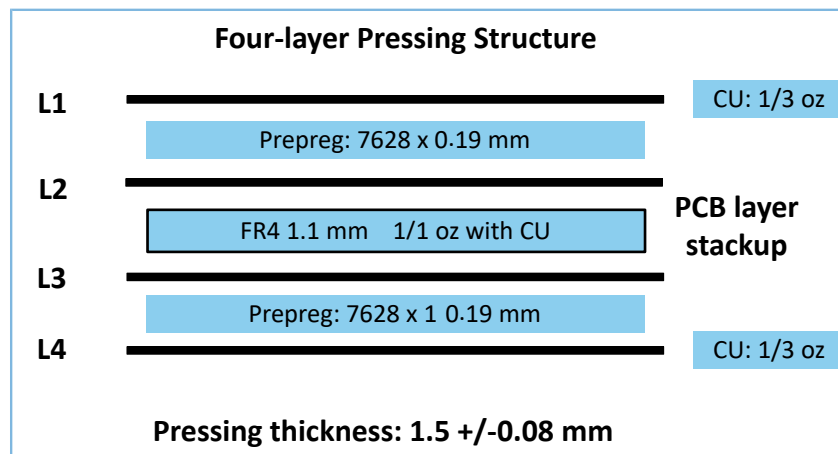 Four-layer Pressing Structure
L1
CU: 1/3 oz
Prepreg: 7628 x 0.19 mm
L2
FR4 1.1 mm 1/1 oz with CU
PCB layer
stackup
L3
Prepreg: 7628 x 1 0.19 mm
L4
CU: 1/3 oz
Pressing thickness: 1.5 +/-0.08 mm